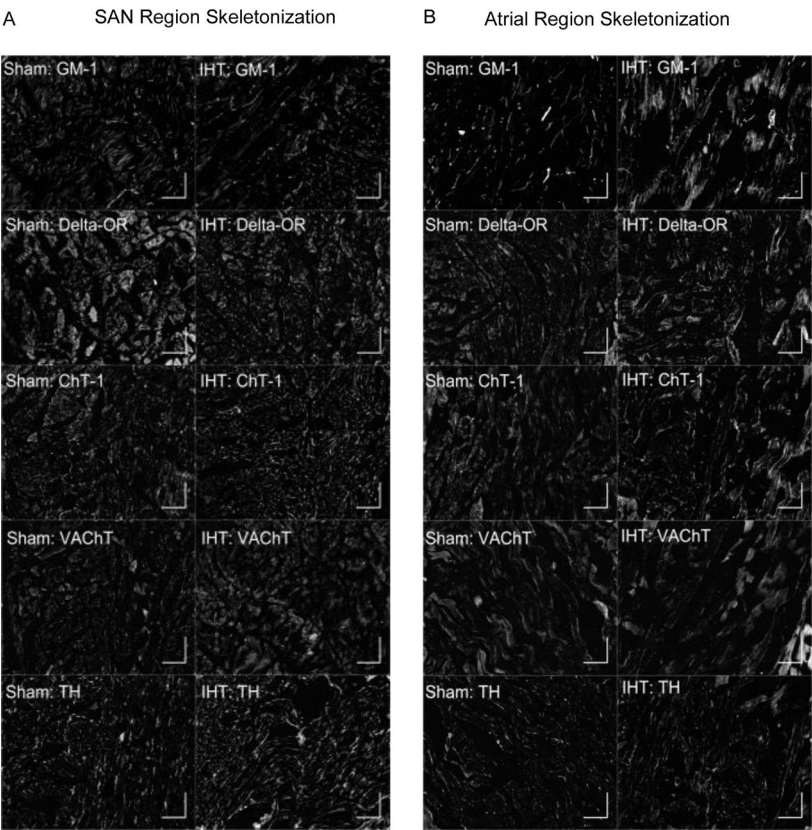 A SAN Region Skeletonization
B Atrial Region Skeletonization
Sham: GM-1
IHT: GM-1
Sham: GM-1
IHT: GM-1
Sham: Delta-OR
IHT: Delta-OR
Sham: Delta-OR
IHT: Delta-OR
Sham: ChT-1
IHT: ChT-1
Sham: ChT-1
IHT: ChT-1
Sham: VAChT
IHT: VAChT
Sham: VAChT
IHT: VAChT
Sham: TH
IHT: TH
Sham: TH
IHT: TH